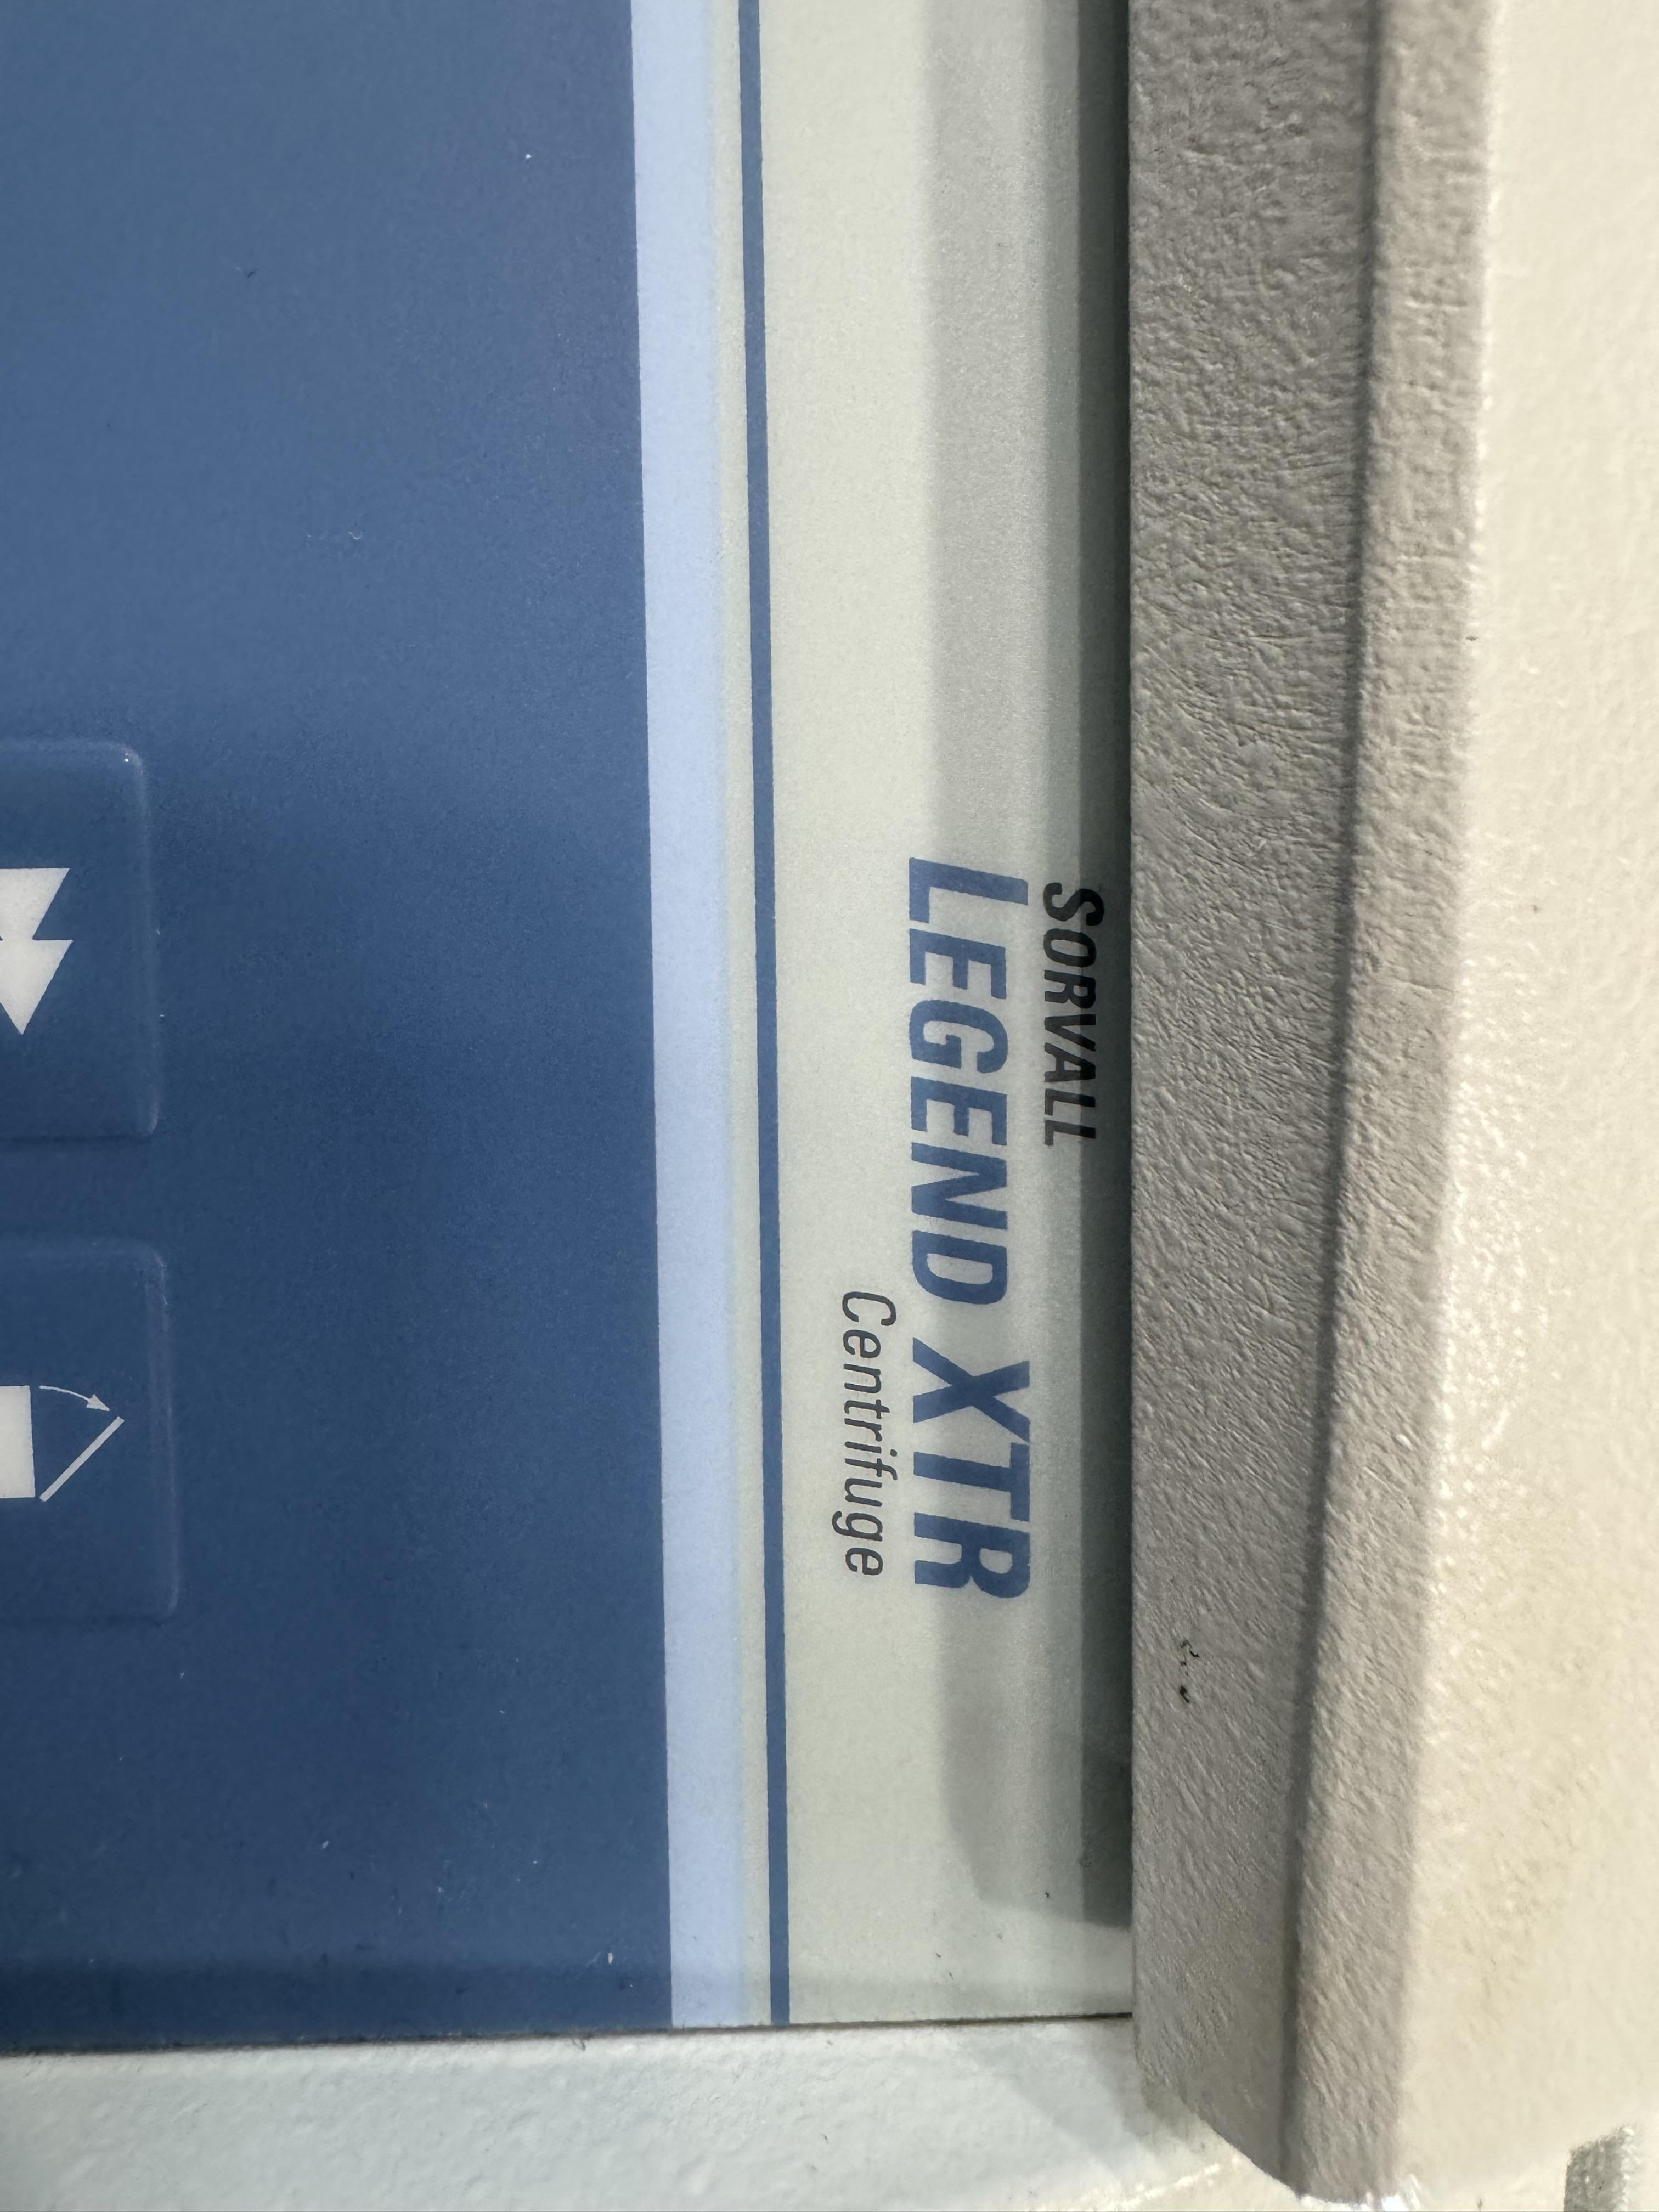 SORVALL
LEGEND XTR
Centrifuge